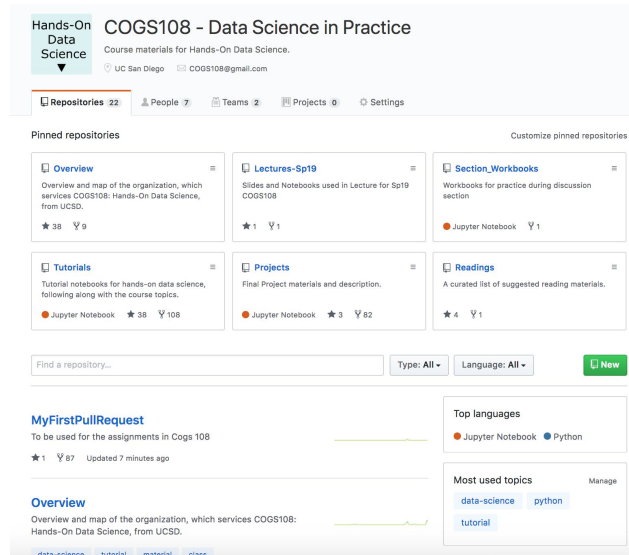 Hands-On
Data
Science
COGS108 - Data Science in Practice
Course materials for Hands-On Data Science.
UC San Diego COGS108@gmail.com
Repositories 22 People 7 Teams 2 Projects 0 Settings
Pinned repositories Customize pinned repositories
Overview
Overview and map of the organization, which
services COGS108: Hands-On Data Science,
from UCSD.
38 9
Lectures-Sp19
Slides and Notebooks used in Lecture for Sp19
COGS108
1 1
Section_Workbooks
Workbooks for practice during discussion
section
Jupyter Notebook 1
Tutorials
Tutorial notebooks for hands-on data science,
following along with the course topics.
Jupyter Notebook 38 108
Projects
Final Project materials and description.
Jupyter Notebook 3 82
Readings
A curated list of suggested reading materials.
4 1
Find a repository... Type: All Language: All New
MyFirstPullRequest
To be used for the assignments in Cogs 108
1 87 Updated 7 minutes ago
Overview
Overview and map of the organization, which services COGS108:
Hands-On Data Science, from UCSD.
data-science tutorial material class
Top languages
Jupyter Notebook Python
Most used topics Manage
data-science python
tutorial